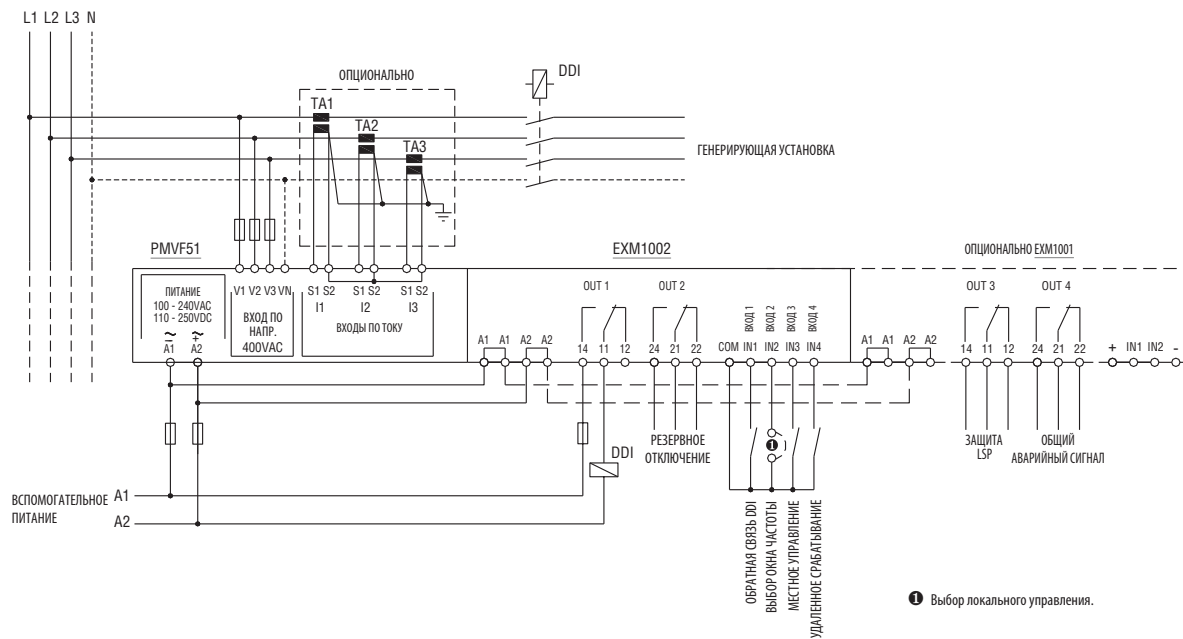 L1 L2 L3 N
ОПЦИОНАЛЬНО
DDI
TA1
TA2
TA3
ГЕНЕРИРУЮЩАЯ УСТАНОВКА
PMVF51
EXM1002
ОПЦИОНАЛЬНО EXM1001
ПИТАНИЕ
100 - 240VAC
110 - 250VDC
~ ~
- +
A1 A2
V1 V2 V3 VN
ВХОД ПО
НАПР.
400VAC
S1 S2 S1 S2 S1 S2
I1 I2 I3
ВХОДЫ ПО ТОКУ
OUT 1 OUT 2
ВХОД 1
ВХОД 2
ВХОД 3
ВХОД 4
OUT 3 OUT 4
A1 A1 A2 A2
14 11 12 24 21 22
COM IN1 IN2 IN3 IN4
A1 A1 A2 A2
14 11 12 24 21 22
+ IN1 IN2 -
РЕЗЕРВНОЕ
ОТКЛЮЧЕНИЕ
1
ЗАЩИТА
LSP
ОБЩИЙ
АВАРИЙНЫЙ СИГНАЛ
DDI
ВСПОМОГАТЕЛЬНОЕ
ПИТАНИЕ
A1
A2
ОБРАТНАЯ СВЯЗЬ DDI
ВЫБОР ОКНА ЧАСТОТЫ
МЕСТНОЕ УПРАВЛЕНИЕ
УДАЛЕННОЕ СРАБАТЫВАНИЕ
1 Выбор локального управления.